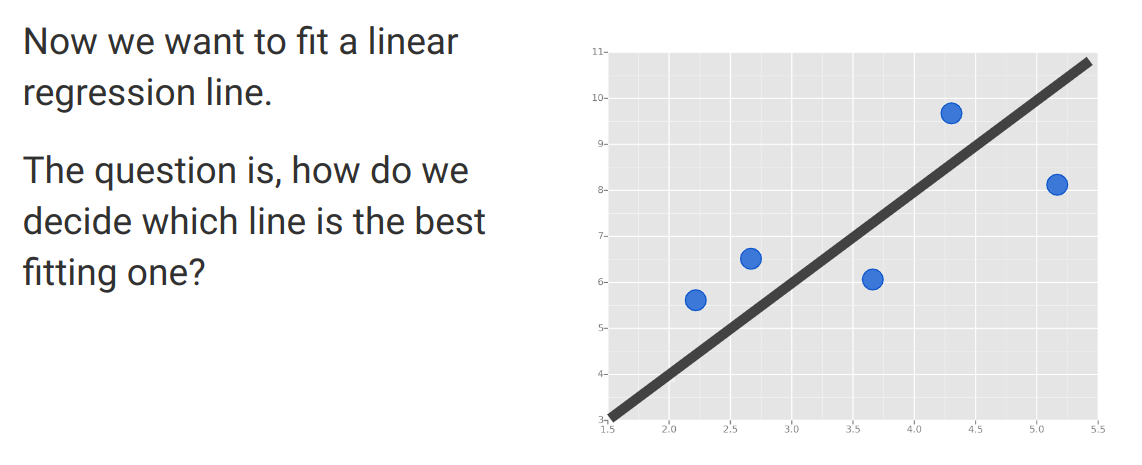 Now we want to fit a linear
regression line.
The question is, how do we
decide which line is the best
fitting one?
11
10
9
8
7
6
5
4
3
1.5 2.0 2.5 3.0 3.5 4.0 4.5 5.0 5.5